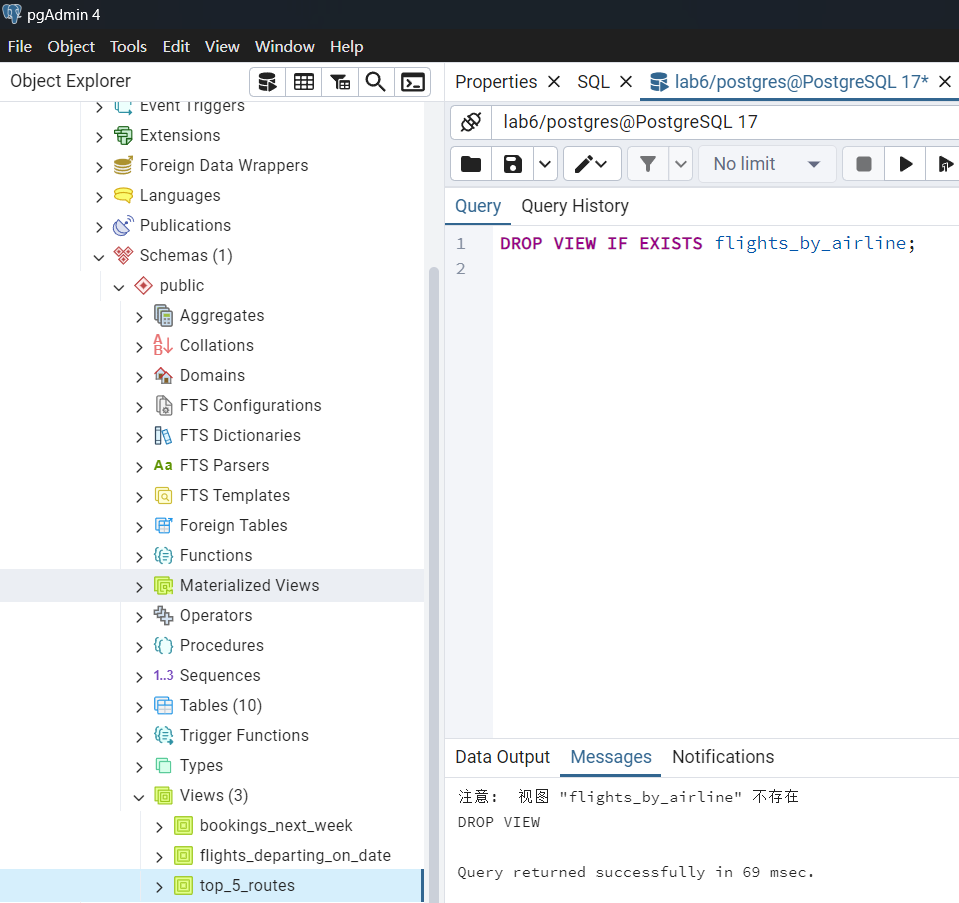 pgAdmin 4
File Object Tools Edit View Window Help
Object Explorer
Event Triggers
Extensions
Foreign Data Wrappers
Languages
Publications
Schemas (1)
public
Aggregates
Collations
Domains
FTS Configurations
FTS Dictionaries
Aa FTS Parsers
FTS Templates
Foreign Tables
Functions
Materialized Views
Operators
Procedures
1..3 Sequences
Tables (10)
Trigger Functions
Types
Views (3)
bookings_next_week
flights_departing_on_date
top_5_routes
Properties SQL lab6/postgres@PostgreSQL 17*
lab6/postgres@PostgreSQL 17
No limit
Query Query History
1 DROP VIEW IF EXISTS flights_by_airline;
2
Data Output Messages Notifications
注意: 视图 "flights_by_airline" 不存在
DROP VIEW
Query returned successfully in 69 msec.